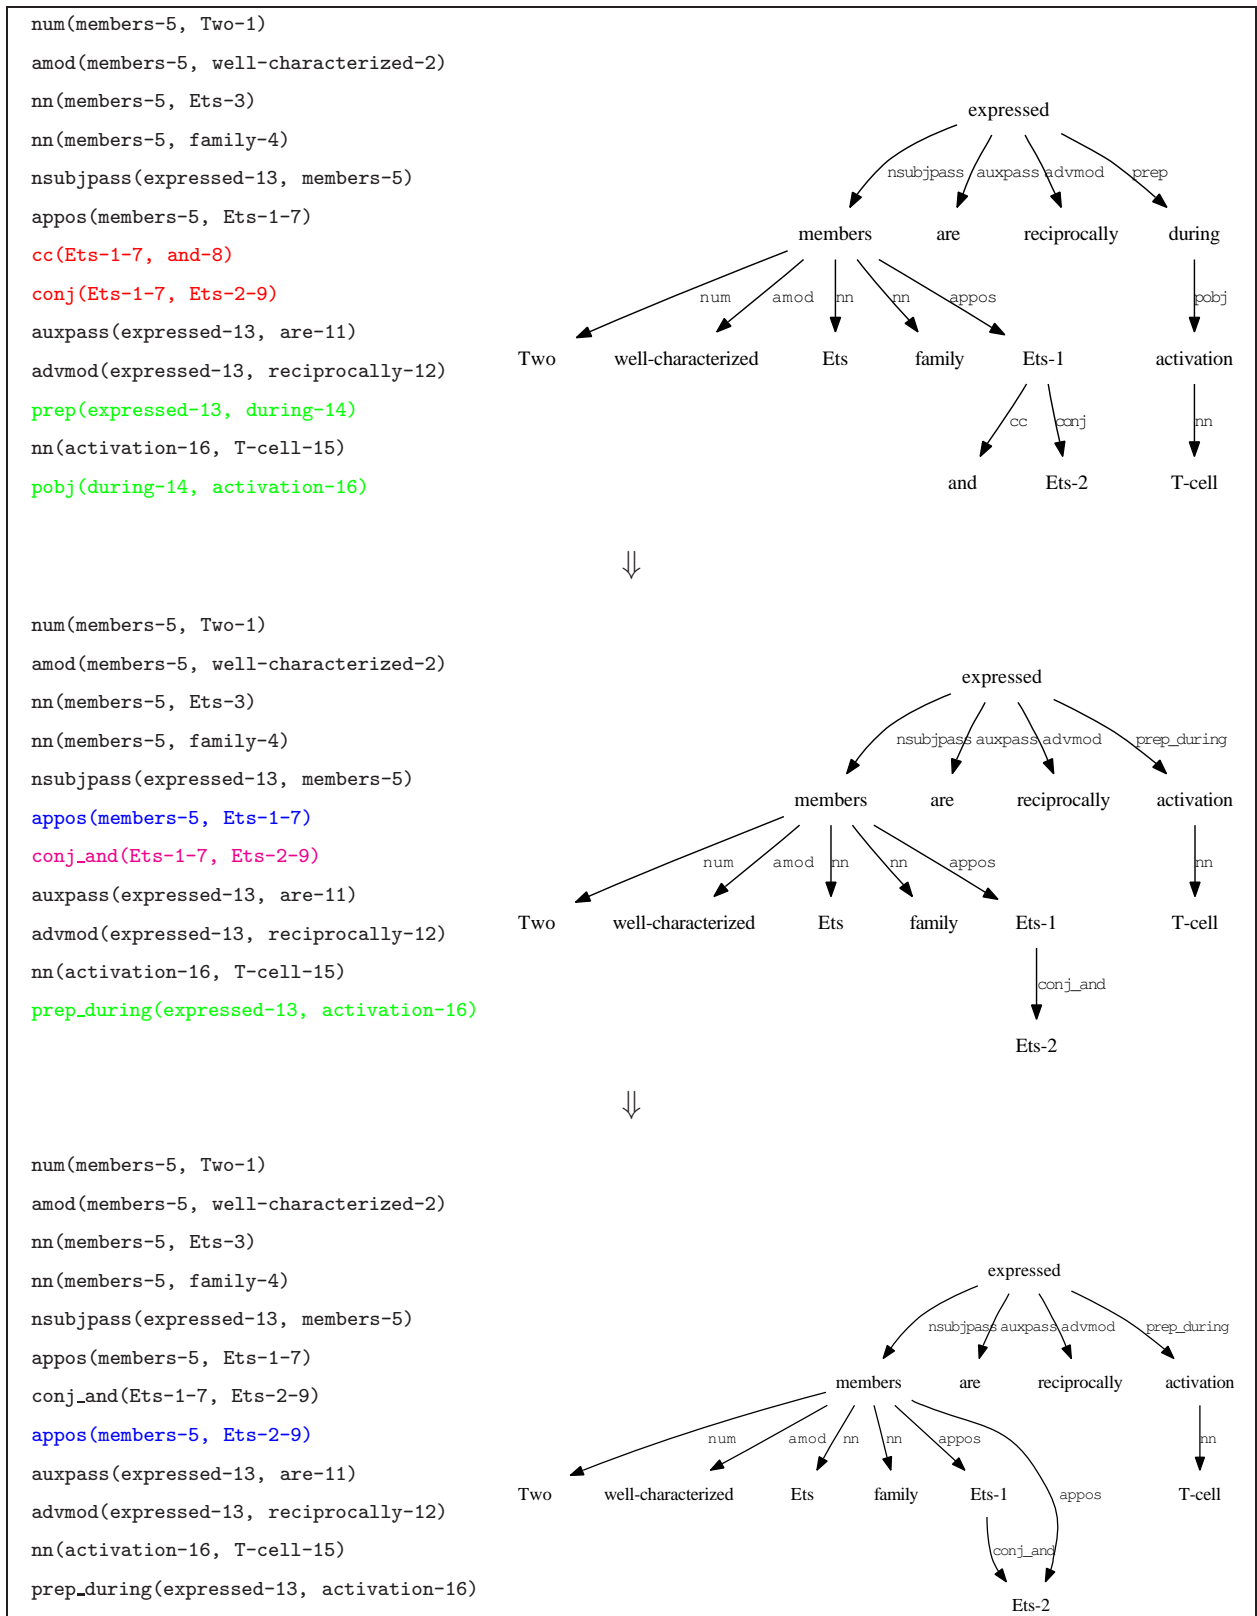 num(members-5, Two-1)
amod(members-5, well-characterized-2)
nn(members-5, Ets-3)
nn(members-5, family-4)
nsubjpass(expressed-13, members-5)
appos(members-5, Ets-1-7)
cc(Ets-1-7, and-8)
conj(Ets-1-7, Ets-2-9)
auxpass(expressed-13, are-11)
advmod(expressed-13, reciprocally-12)
prep(expressed-13, during-14)
nn(activation-16, T-cell-15)
pobj(during-14, activation-16)
expressed
nsubjpass auxpass advmod prep
members are reciprocally during
num amod nn nn appos pobj
Two well-characterized Ets family Ets-1 activation
cc conj nn
and Ets-2 T-cell
⇓
num(members-5, Two-1)
amod(members-5, well-characterized-2)
nn(members-5, Ets-3)
nn(members-5, family-4)
nsubjpass(expressed-13, members-5)
appos(members-5, Ets-1-7)
conj_and(Ets-1-7, Ets-2-9)
auxpass(expressed-13, are-11)
advmod(expressed-13, reciprocally-12)
nn(activation-16, T-cell-15)
prep_during(expressed-13, activation-16)
expressed
nsubjpass auxpass advmod prep_during
members are reciprocally activation
num amod nn nn appos nn
Two well-characterized Ets family Ets-1 T-cell
conj_and
Ets-2
⇓
num(members-5, Two-1)
amod(members-5, well-characterized-2)
nn(members-5, Ets-3)
nn(members-5, family-4)
nsubjpass(expressed-13, members-5)
appos(members-5, Ets-1-7)
conj_and(Ets-1-7, Ets-2-9)
appos(members-5, Ets-2-9)
auxpass(expressed-13, are-11)
advmod(expressed-13, reciprocally-12)
nn(activation-16, T-cell-15)
prep_during(expressed-13, activation-16)
expressed
nsubjpass auxpass advmod prep_during
members are reciprocally activation
num amod nn nn appos nn
Two well-characterized Ets family Ets-1 appos T-cell
conj_and
Ets-2